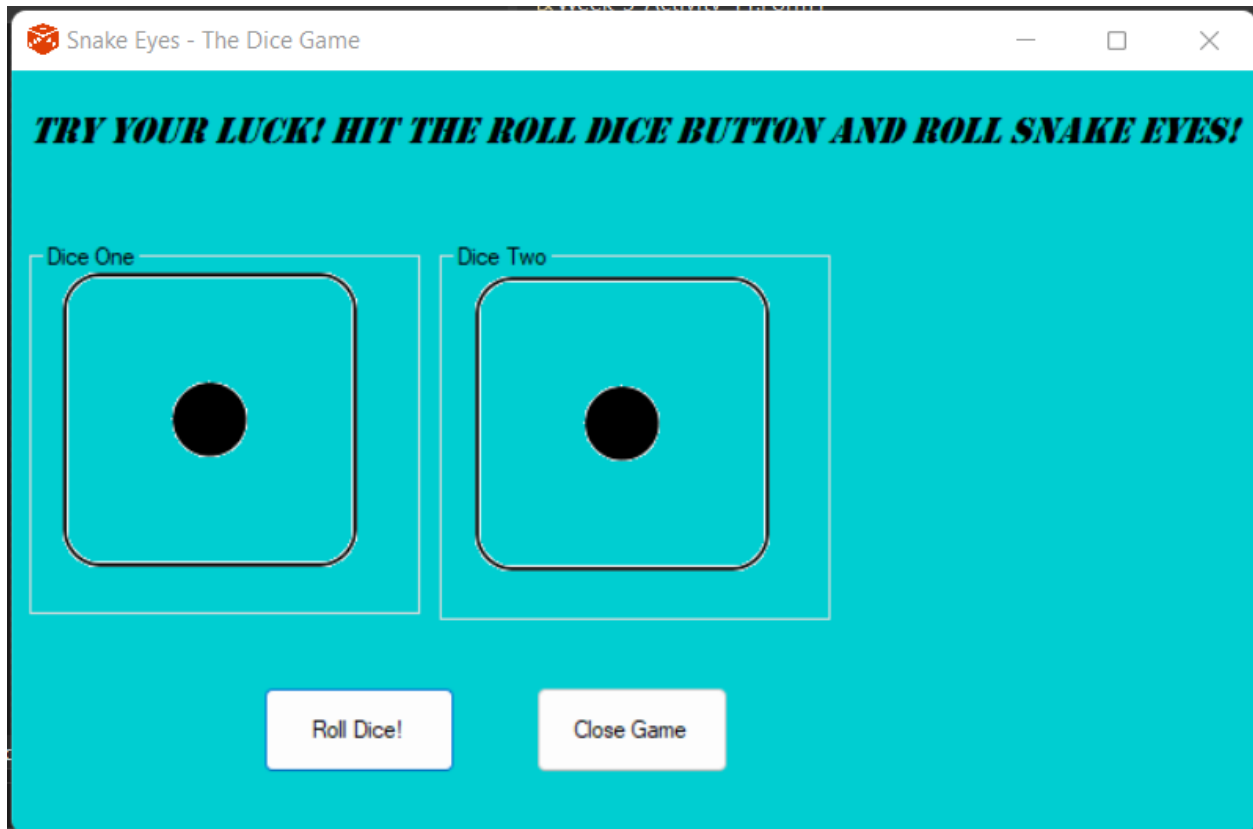 Snake Eyes - The Dice Game
TRY YOUR LUCK! HIT THE ROLL DICE BUTTON AND ROLL SNAKE EYES!
Dice One
Dice Two
Roll Dice!
Close Game